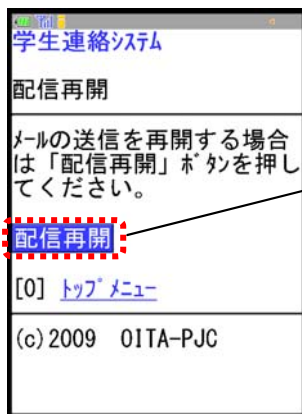 学生連絡ｼｽﾃﾑ
配信再開
ﾒｰﾙの送信を再開する場合
は「配信再開」ﾎﾞﾀﾝを押し
てください。
配信再開
[0] ﾄｯﾌﾟﾒﾆｭｰ
(c)2009 OITA-PJC